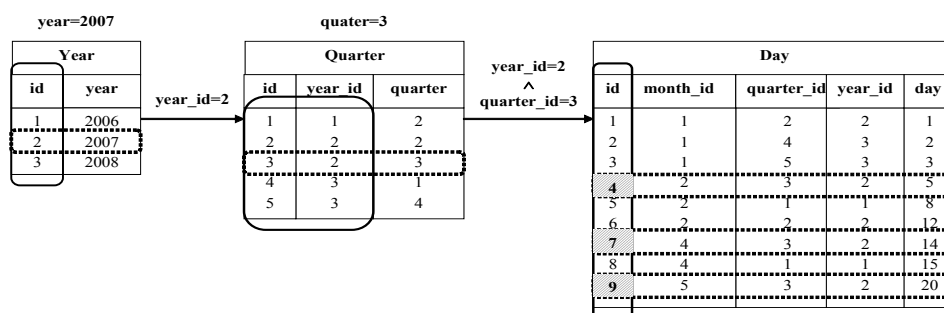 year=2007
quater=3
Year
id year
1 2006
2 2007
3 2008
year_id=2
Quarter
id year_id quarter
1 1 2
2 2 2
3 2 3
4 3 1
5 3 4
year_id=2
^
quarter_id=3
Day
id month_id quarter_id year_id day
1 1 2 2 1
2 1 4 3 2
3 1 5 3 3
4 2 3 2 5
5 2 1 1 8
6 2 2 2 12
7 4 3 2 14
8 4 1 1 15
9 5 3 2 20